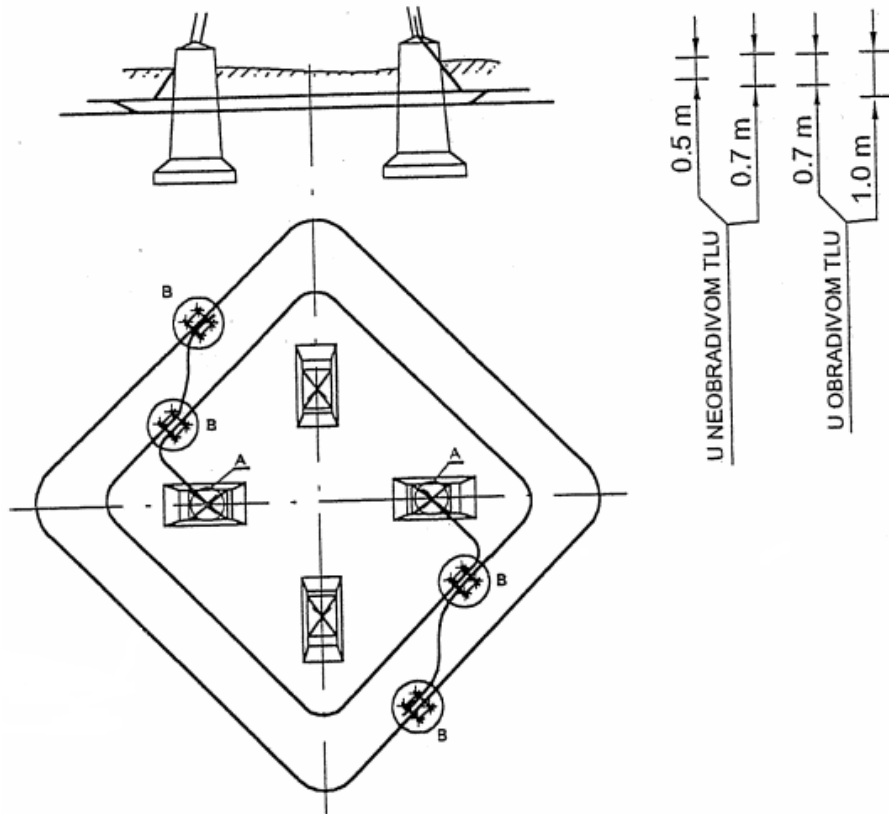 0.5 m
0.7 m
0.7 m
1.0 m
U NEOBRADIVOM TLU
U OBRADIVOM TLU
B
B
A
A
B
B